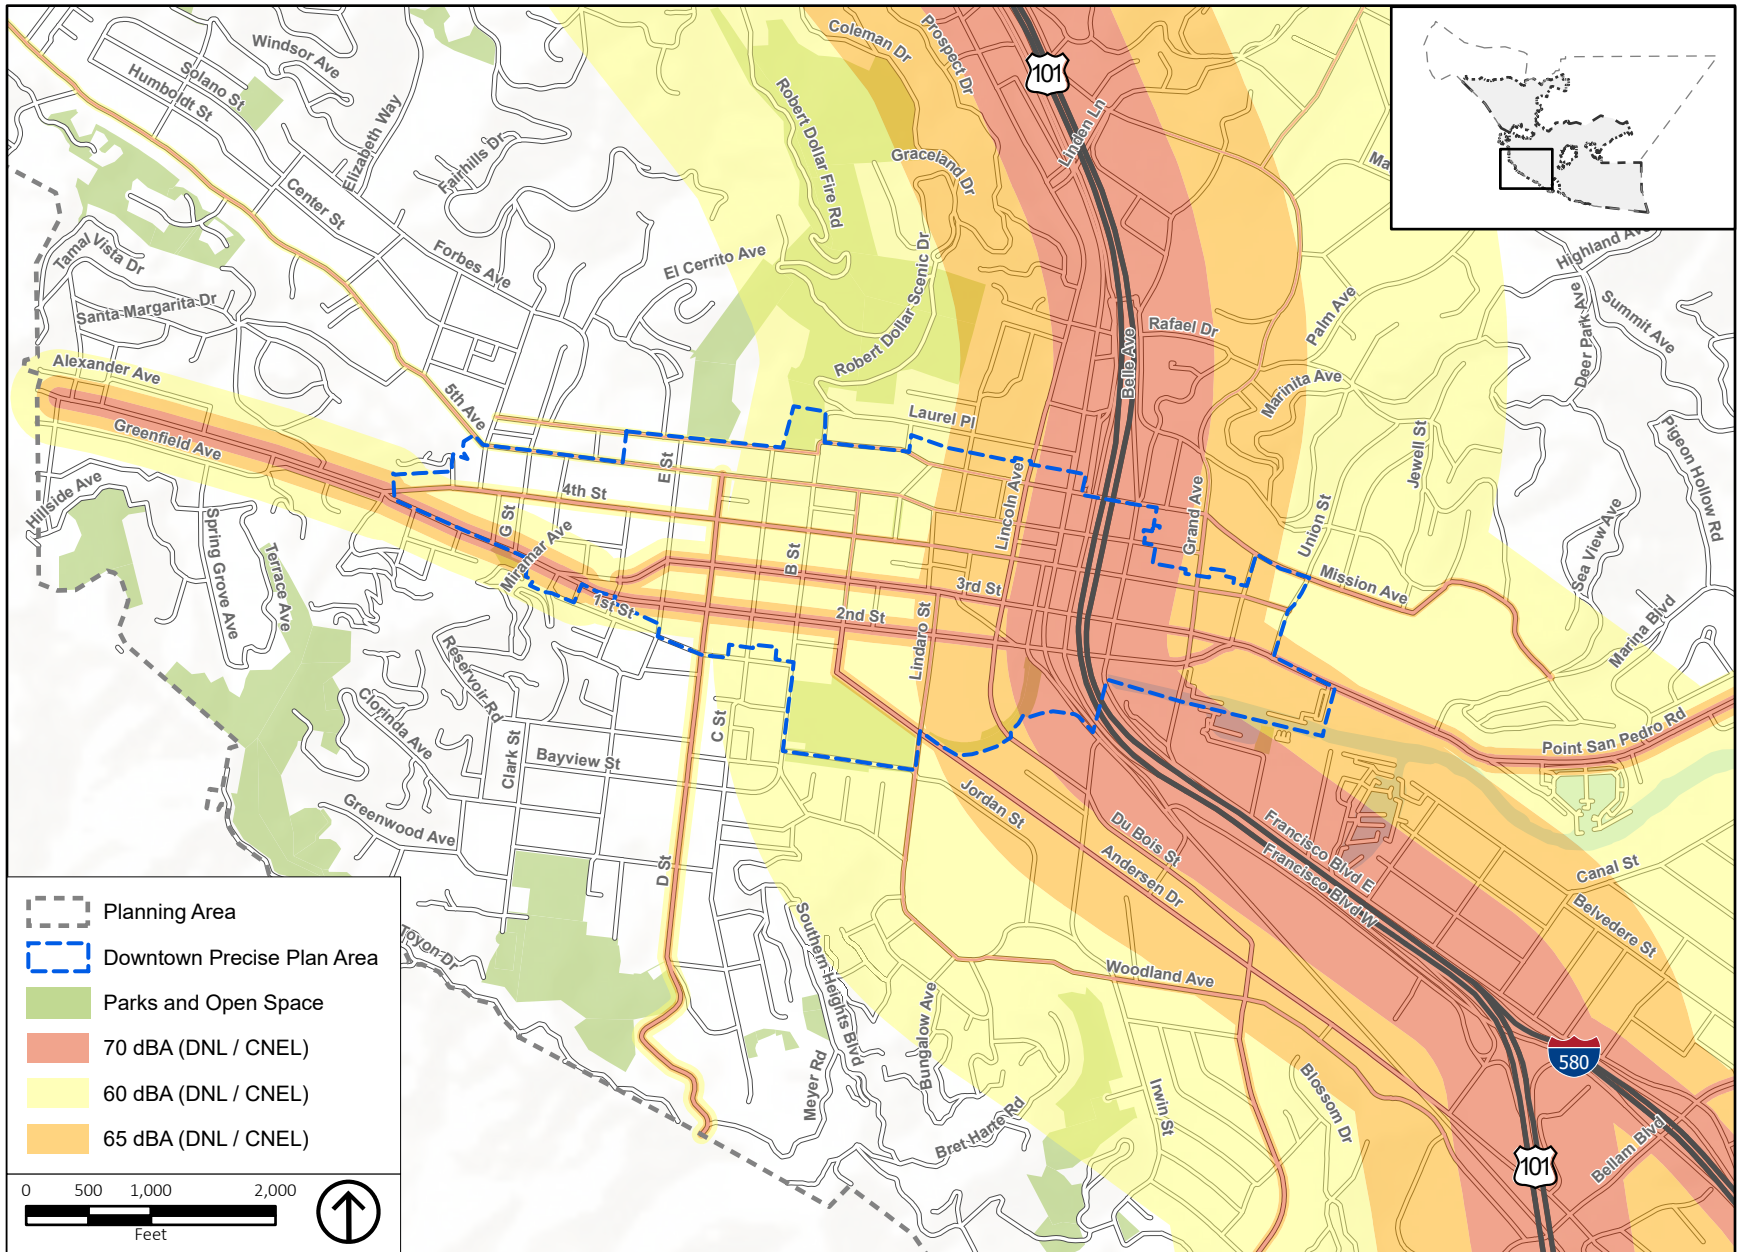 Windsor Ave
Solano St
Humboldt St
Elizabeth Way
Fairhills Dr
Center St
Forbes Ave
Tamal Vista Dr
Santa Margarita Dr
El Cerrito Ave
Coleman Dr
Prospect Dr
101
Linden Ln
Robert Dollar Fire Rd
Graceland Dr
Robert Dollar Scenic Dr
Ma
Highland Ave
Summit Ave
Deer Park Ave
Palm Ave
Rafael Dr
Belle Ave
Marinita Ave
Jewell St
Pigeon Hollow Rd
Alexander Ave
5th Ave
Laurel Pl
Greenfield Ave
Hillside Ave
E St
4th St
G St
Lincoln Ave
Grand Ave
Union St
Sea View Ave
Spring Grove Ave
Terrace Ave
Miramar Ave
B St
3rd St
1st St
2nd St
Mission Ave
Marina Blvd
Lindaro St
Reservoir Rd
Clorinda Ave
Clark St
C St
Bayview St
Point San Pedro Rd
Greenwood Ave
Jordan St
Du Bois St
Andersen Dr
Francisco Blvd E
Francisco Blvd W
Canal St
Belvedere St
D St
Toyon Dr
Southern Heights Blvd
Woodland Ave
Bungalow Ave
Meyer Rd
Bret Harte Rd
Irwin St
Blossom Dr
580
101
Bellam Blvd
Planning Area
Downtown Precise Plan Area
Parks and Open Space
70 dBA (DNL / CNEL)
60 dBA (DNL / CNEL)
65 dBA (DNL / CNEL)
0 500 1,000 2,000
Feet